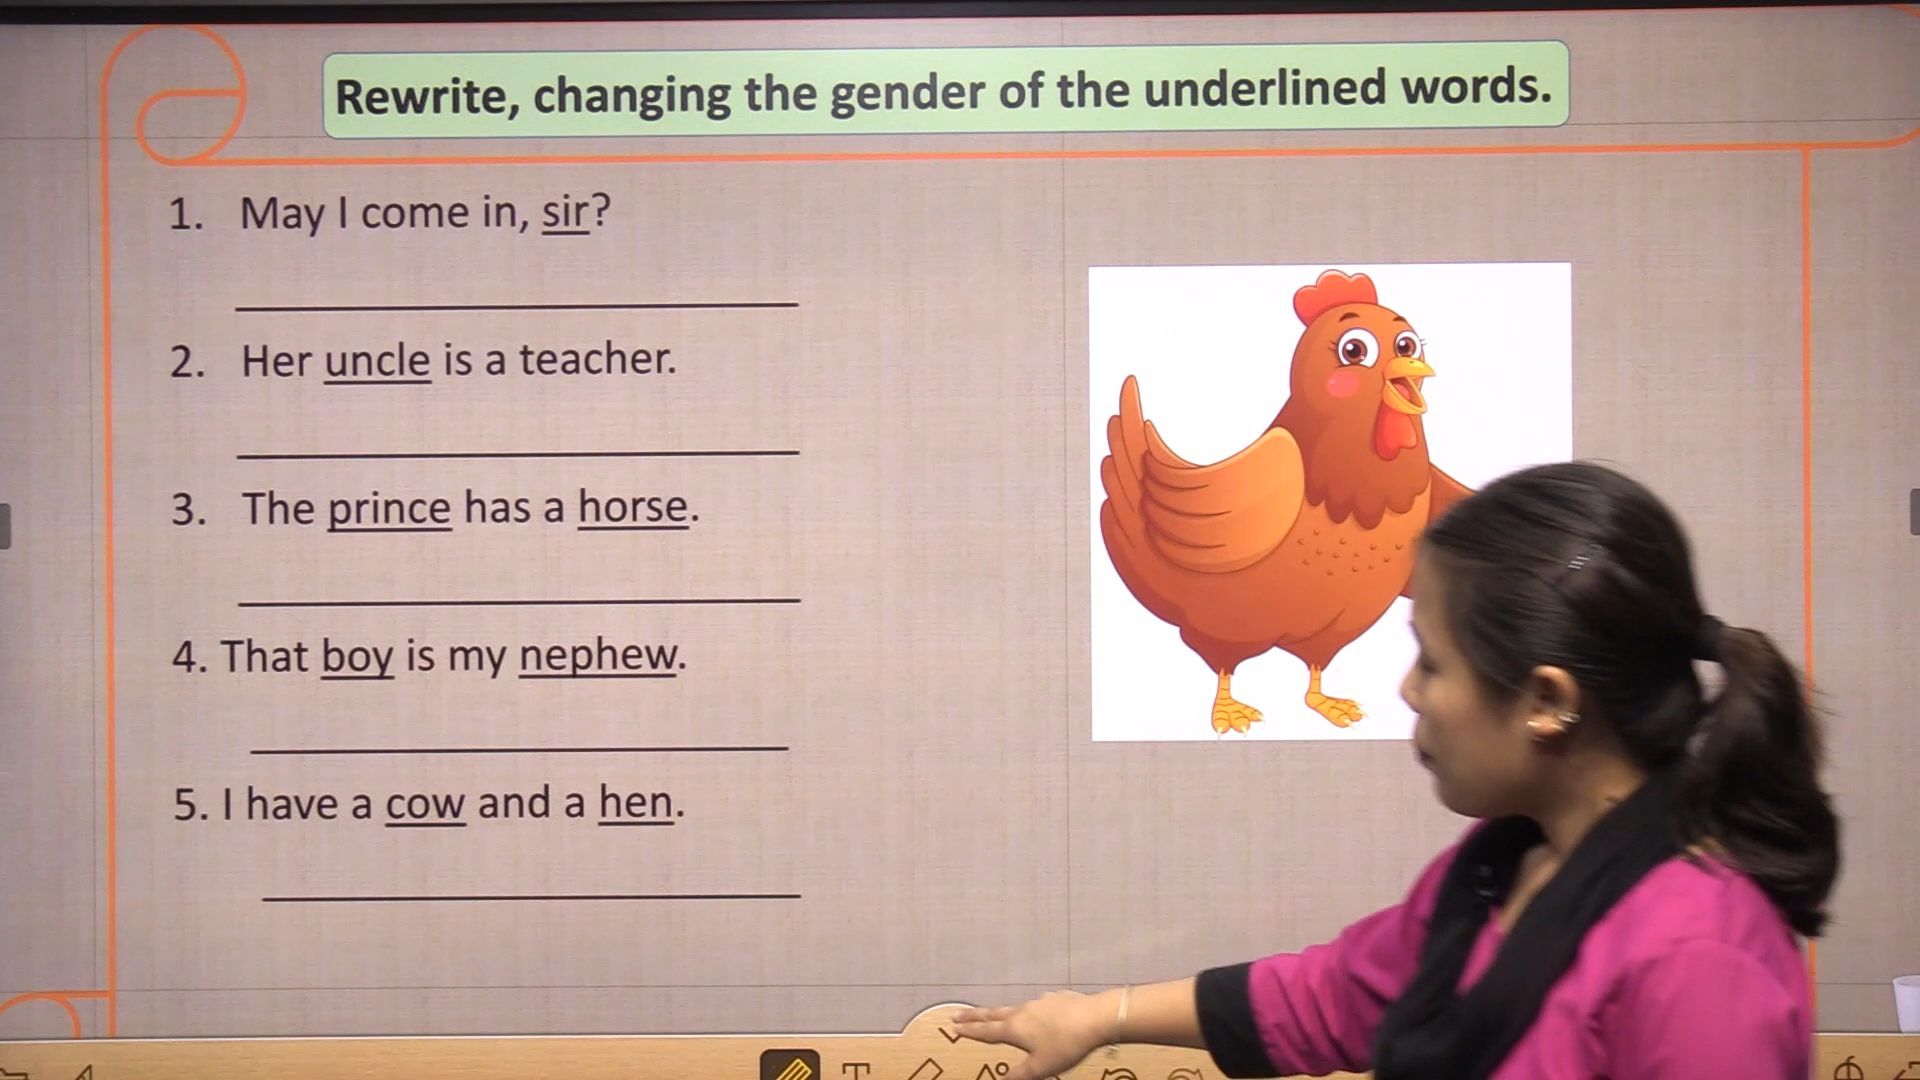 Rewrite, changing the gender of the underlined words.
1. May I come in, sir?
2. Her uncle is a teacher.
3. The prince has a horse.
4. That boy is my nephew.
5. I have a cow and a hen.